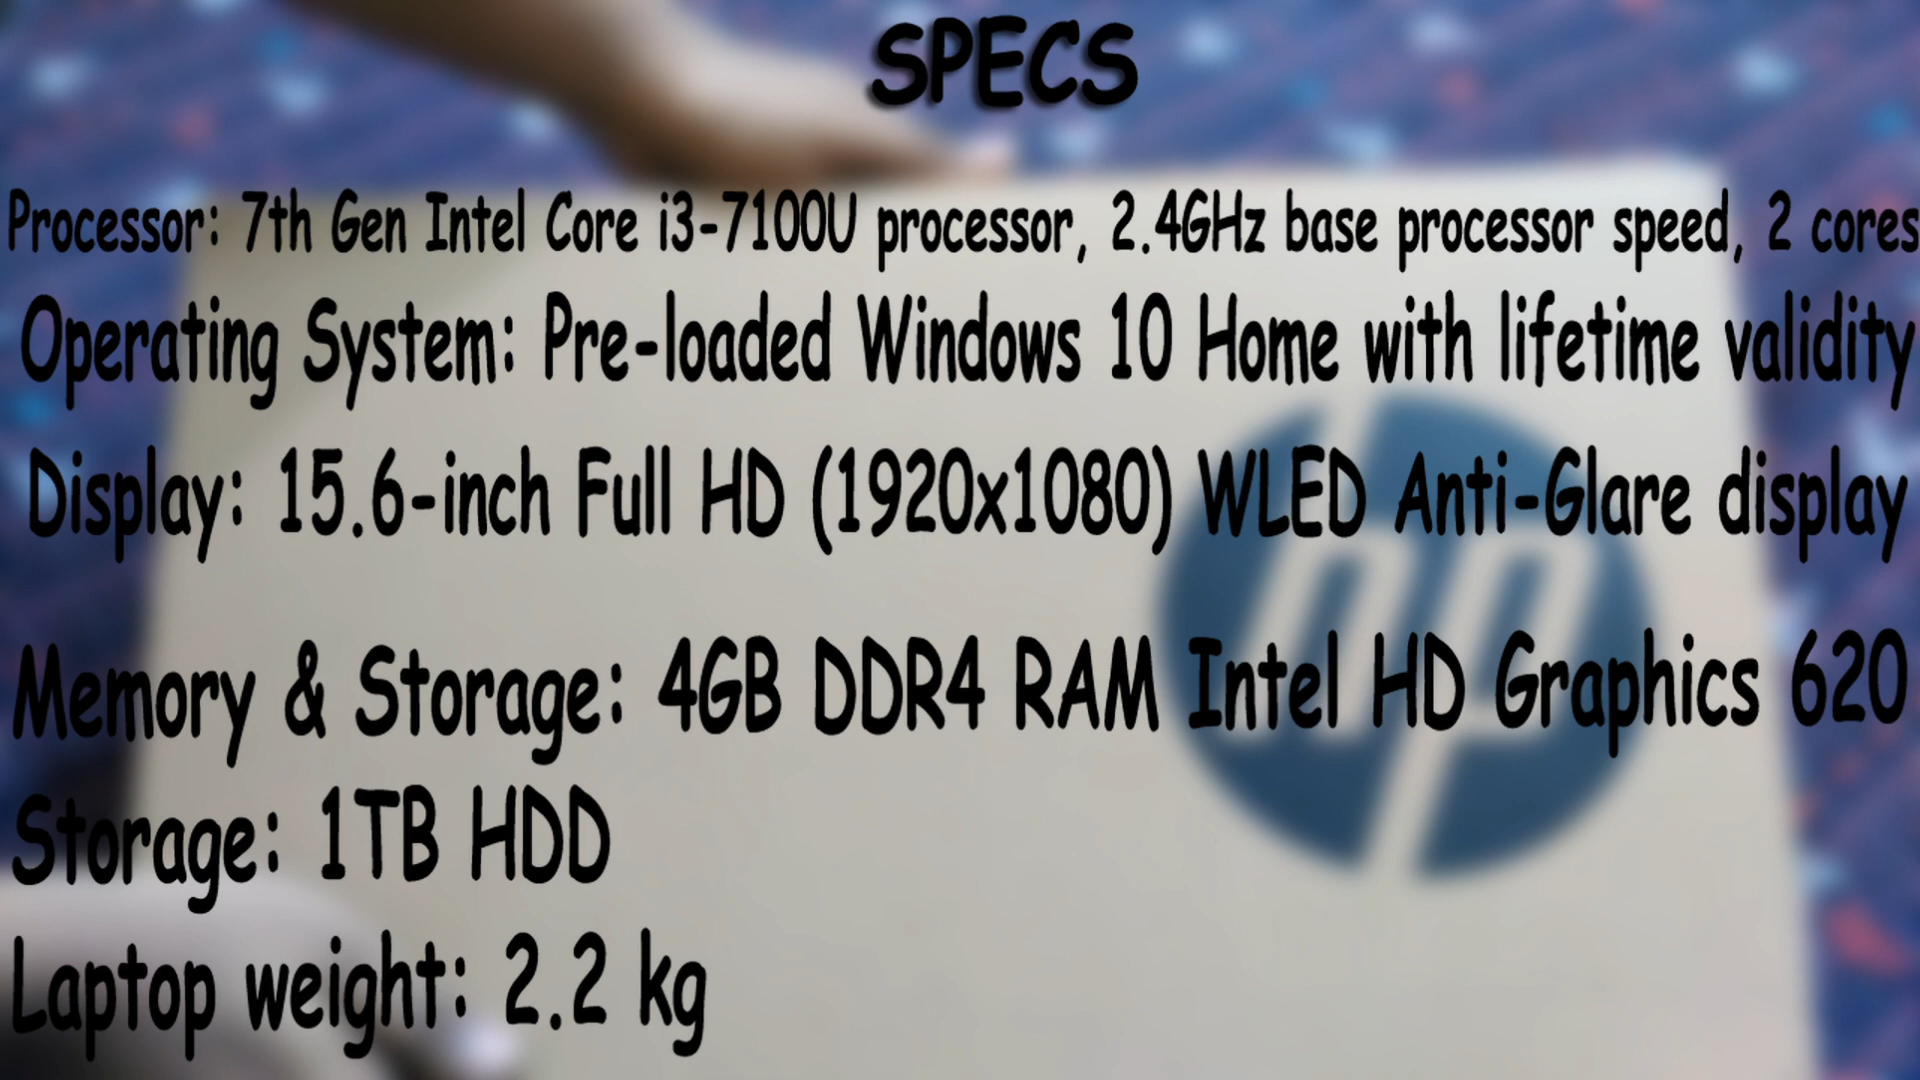 SPECS
Processor: 7th Gen Intel Core i3-7100U processor, 2.4GHz base processor speed, 2 cores
Operating System: Pre-loaded Windows 10 Home with lifetime validity
Display: 15.6-inch Full HD (1920x1080) WLED Anti-Glare display
hp
Memory & Storage: 4GB DDR4 RAM Intel HD Graphics 620
Storage: 1TB HDD
Laptop weight: 2.2 kg